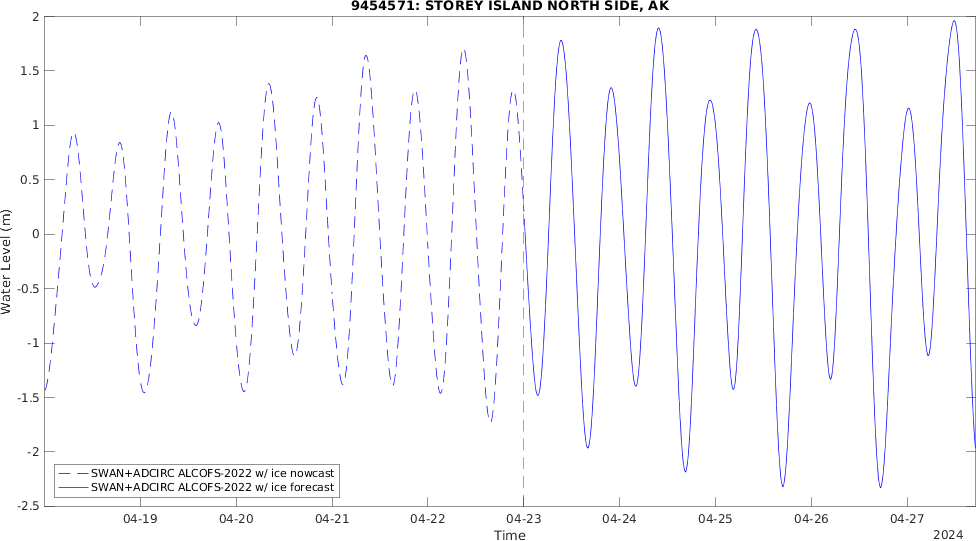 9454571: STOREY ISLAND NORTH SIDE, AK
2
1.5
1
0.5
0
-0.5
-1
-1.5
-2
-2.5
Water Level (m)
SWAN+ADCIRC ALCOFS-2022 w/ ice nowcast
SWAN+ADCIRC ALCOFS-2022 w/ ice forecast
04-19 04-20 04-21 04-22 04-23 04-24 04-25 04-26 04-27
Time
2024